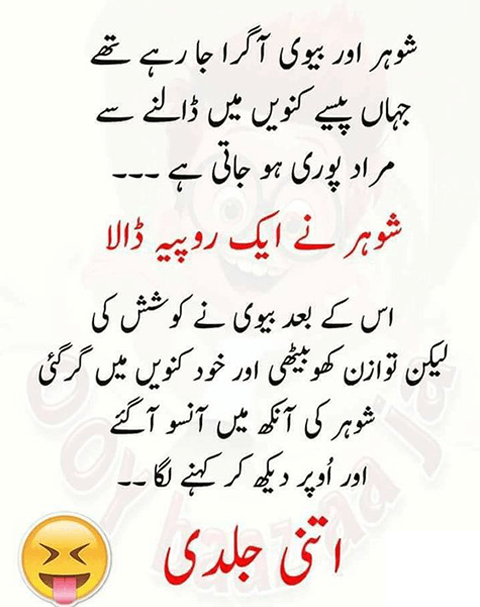 شوہر اور بیوی آگرا جا رہے تھے
جہاں پیسے کنویں میں ڈالنے سے
مراد پوری ہو جاتی ہے ---
شوہر نے ایک روپیہ ڈالا
اس کے بعد بیوی نے کوشش کی
لیکن توازن کھو بیٹھی اور خود کنویں میں گر گئی
شوہر کی آنکھ میں آنسو آ گئے
اور اُوپر دیکھ کر کہنے لگا --
اتنی جلدی